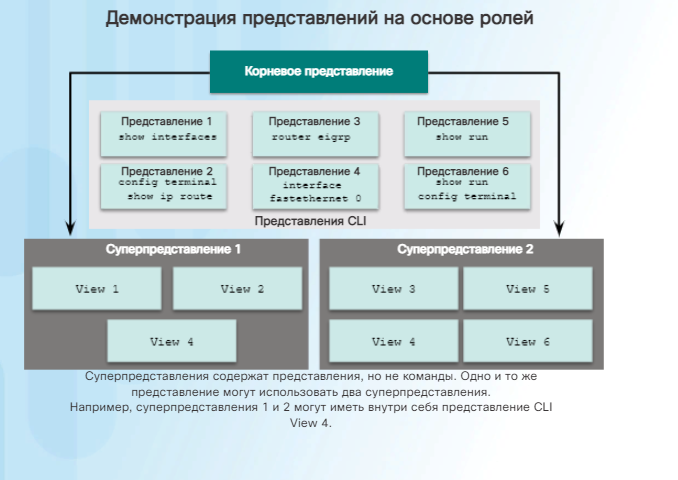 Демонстрация представлений на основе ролей
Корневое представление
Представление 1
show interfaces
Представление 3
router eigrp
Представление 5
show run
Представление 2
config terminal
show ip route
Представление 4
interface
fastethernet 0
Представление 6
show run
config terminal
Представления CLI
Суперпредставление 1
View 1
View 2
View 4
Суперпредставление 2
View 3
View 5
View 4
View 6
Суперпредставления содержат представления, но не команды. Одно и то же
представление могут использовать два суперпредставления.
Например, суперпредставления 1 и 2 могут иметь внутри себя представление CLI
View 4.